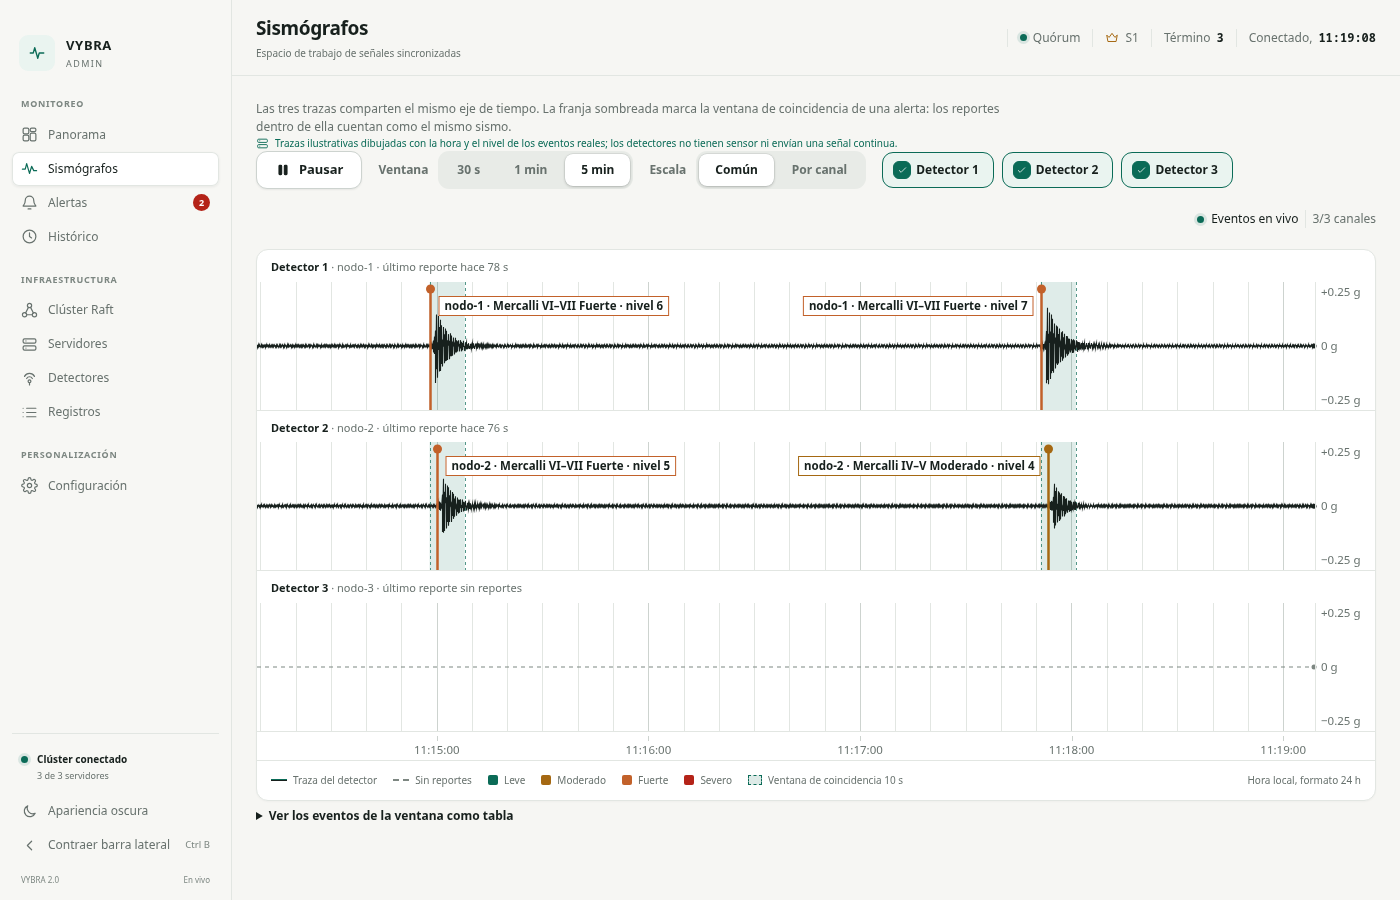 VYBRA
ADMIN
MONITOREO
Panorama
Sismógrafos
Alertas 2
Histórico
INFRAESTRUCTURA
Clúster Raft
Servidores
Detectores
Registros
PERSONALIZACIÓN
Configuración
Clúster conectado
3 de 3 servidores
Apariencia oscura
Contraer barra lateral Ctrl B
VYBRA 2.0 En vivo
Sismógrafos
Espacio de trabajo de señales sincronizadas
Quórum S1 Término 3 Conectado, 11:19:08
Las tres trazas comparten el mismo eje de tiempo. La franja sombreada marca la ventana de coincidencia de una alerta: los reportes
dentro de ella cuentan como el mismo sismo.
Trazas ilustrativas dibujadas con la hora y el nivel de los eventos reales; los detectores no tienen sensor ni envían una señal continua.
Pausar Ventana 30 s 1 min 5 min Escala Común Por canal Detector 1 Detector 2 Detector 3
Eventos en vivo 3/3 canales
Detector 1 · nodo-1 · último reporte hace 78 s
+0.25 g
nodo-1 · Mercalli VI–VII Fuerte · nivel 6 nodo-1 · Mercalli VI–VII Fuerte · nivel 7
0 g
−0.25 g
Detector 2 · nodo-2 · último reporte hace 76 s
+0.25 g
nodo-2 · Mercalli VI–VII Fuerte · nivel 5 nodo-2 · Mercalli IV–V Moderado · nivel 4
0 g
−0.25 g
Detector 3 · nodo-3 · último reporte sin reportes
+0.25 g
0 g
−0.25 g
11:15:00 11:16:00 11:17:00 11:18:00 11:19:00
Traza del detector Sin reportes Leve Moderado Fuerte Severo Ventana de coincidencia 10 s Hora local, formato 24 h
Ver los eventos de la ventana como tabla